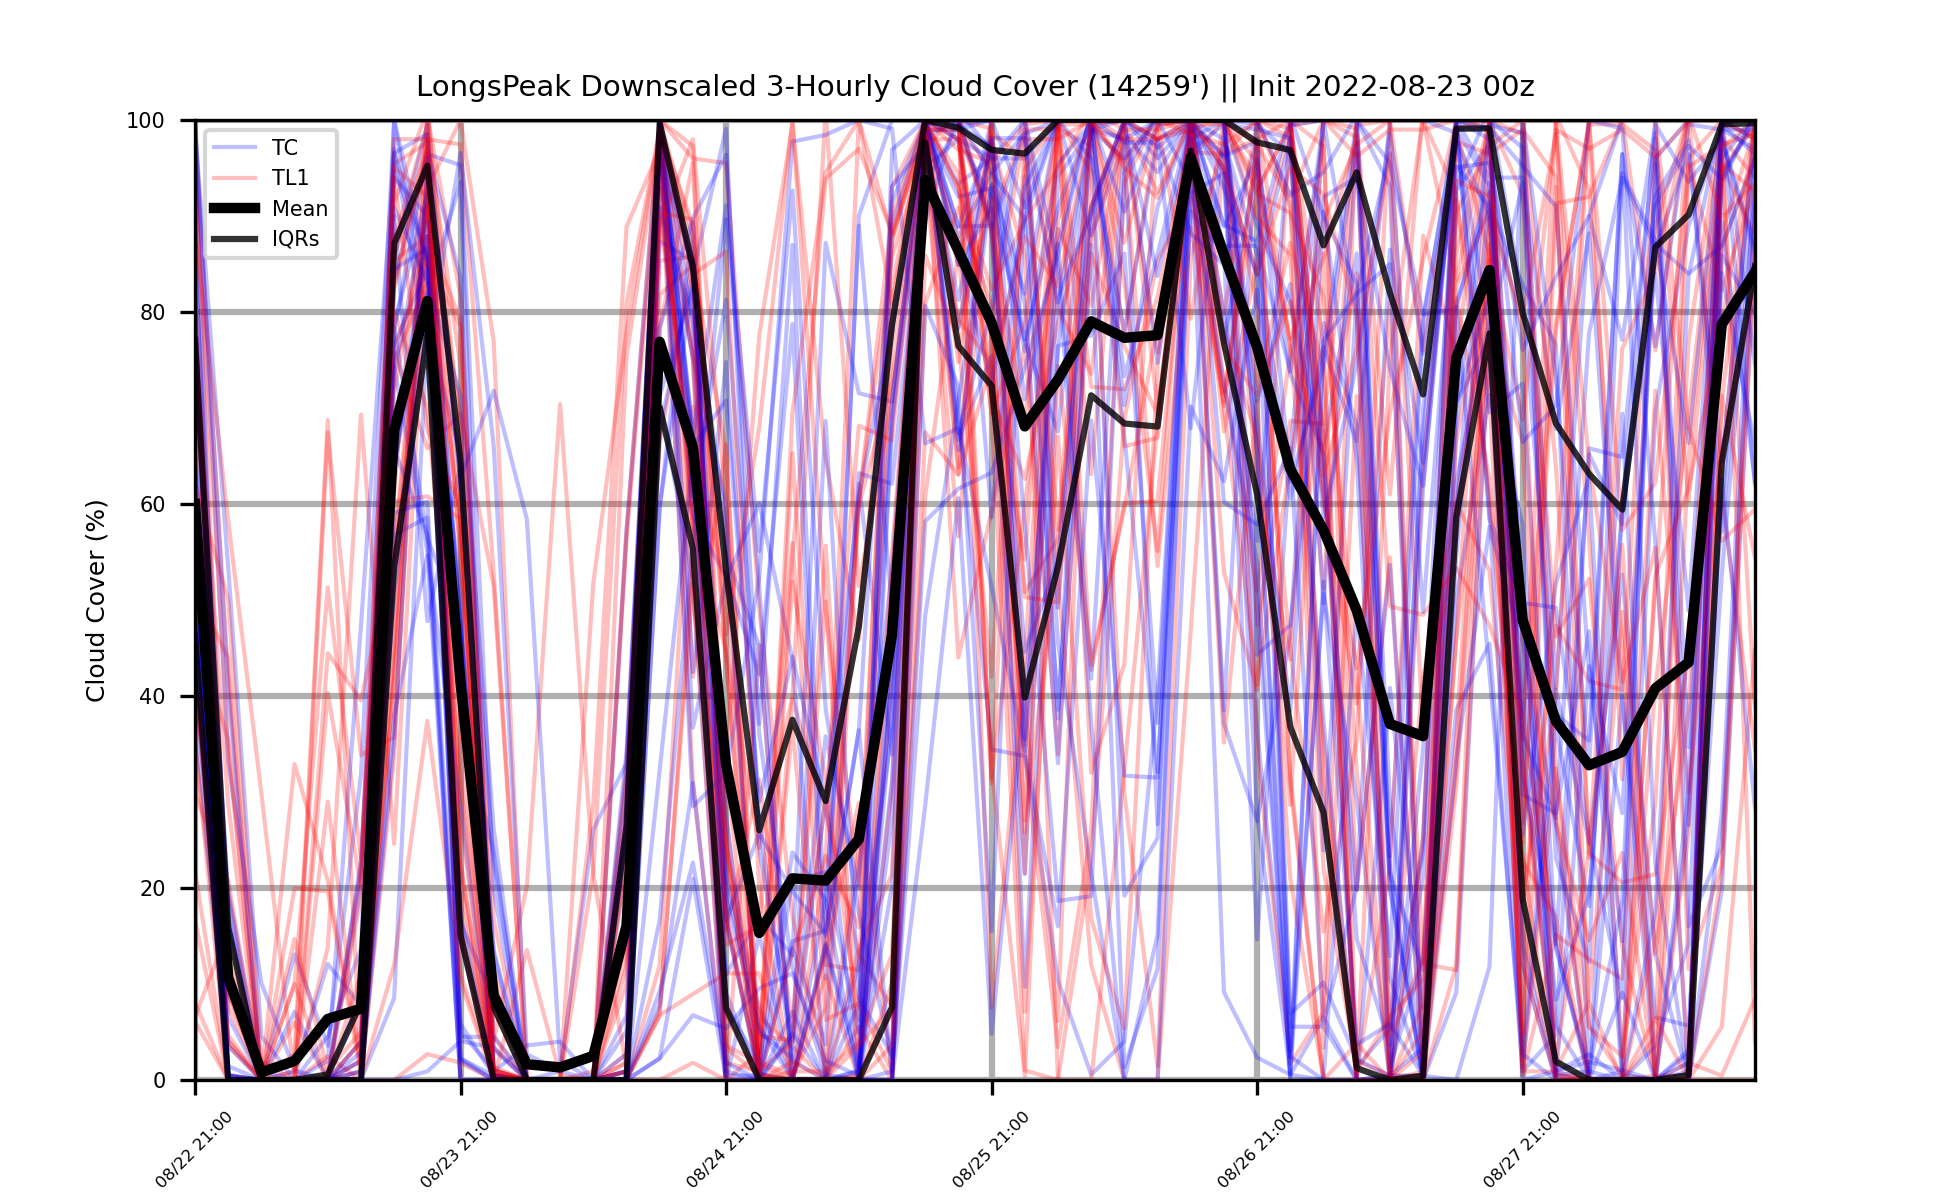 LongsPeak Downscaled 3-Hourly Cloud Cover (14259') || Init 2022-08-23 00z
TC
TL1
Mean
IQRs
Cloud Cover (%)
100
80
60
40
20
0
08/22 21:00
08/23 21:00
08/24 21:00
08/25 21:00
08/26 21:00
08/27 21:00